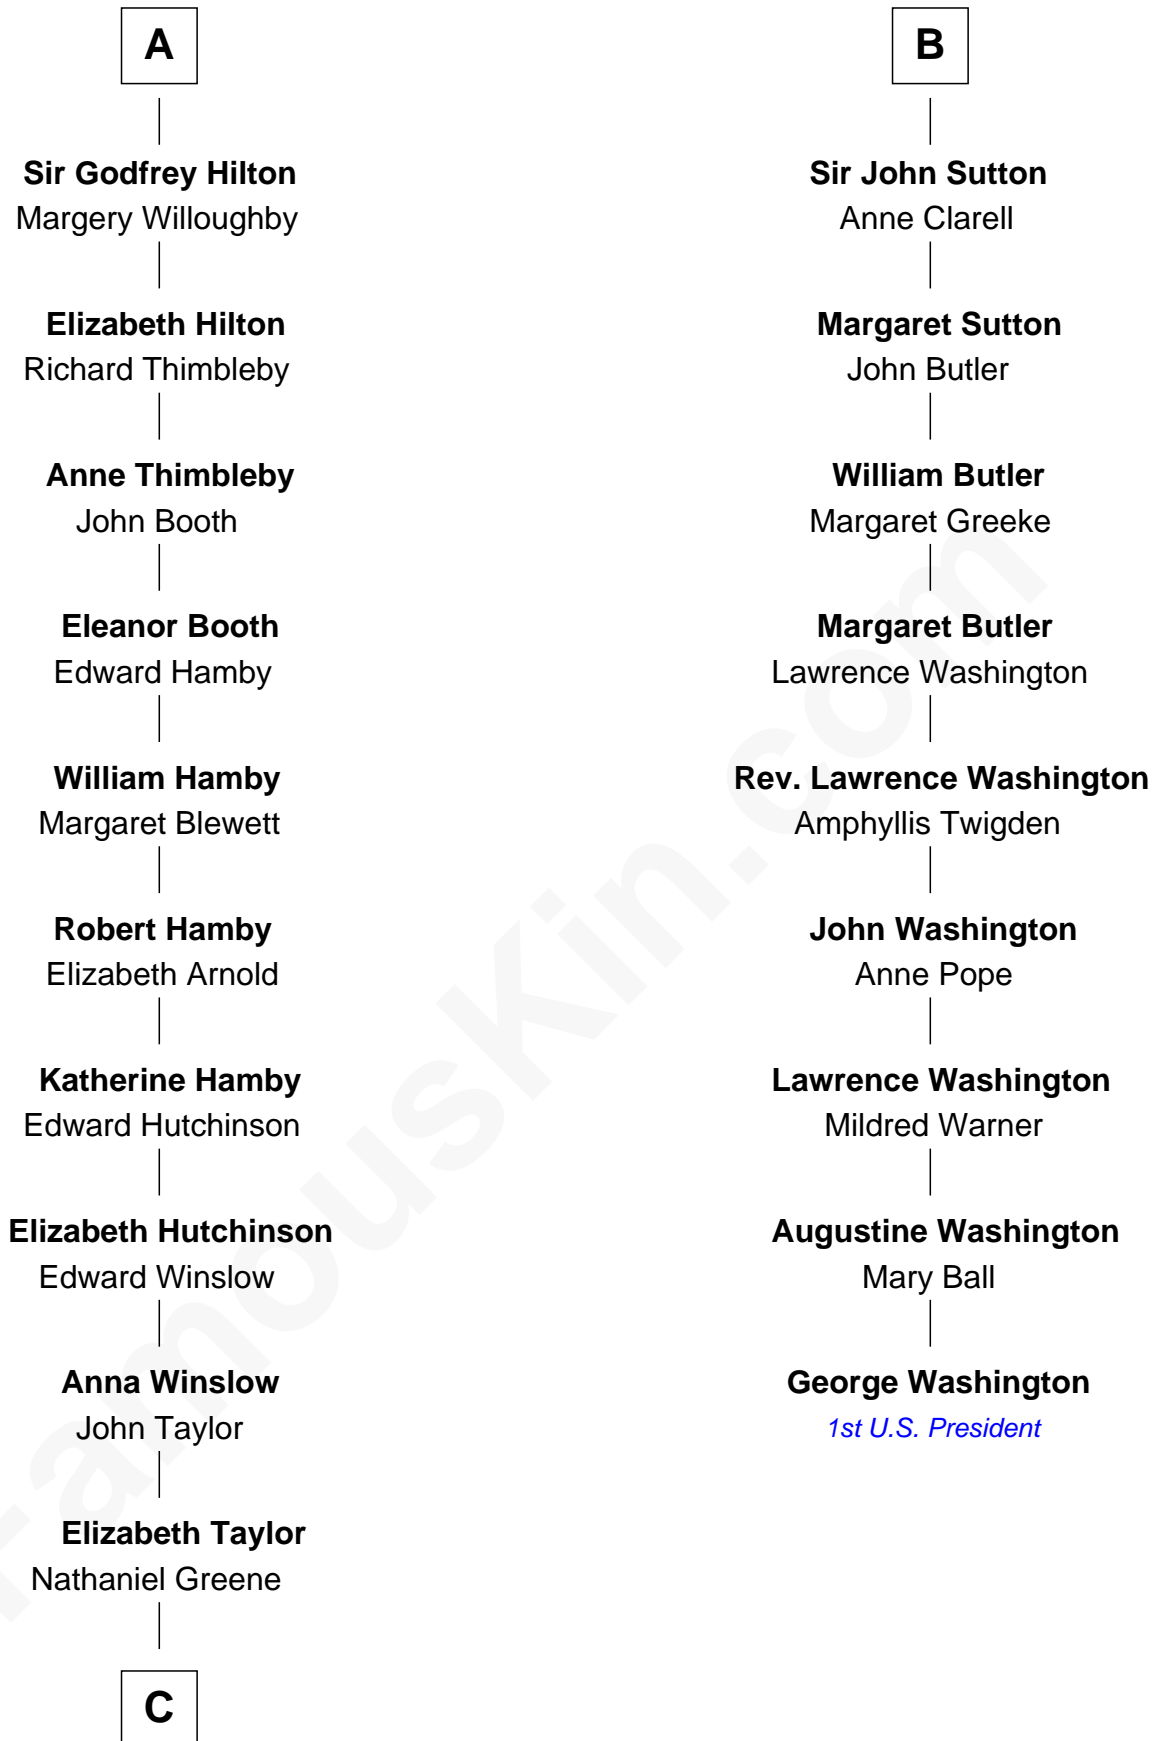 A
Sir Godfrey Hilton
Margery Willoughby
Elizabeth Hilton
Richard Thimbleby
Anne Thimbleby
John Booth
Eleanor Booth
Edward Hamby
William Hamby
Margaret Blewett
Robert Hamby
Elizabeth Arnold
Katherine Hamby
Edward Hutchinson
Elizabeth Hutchinson
Edward Winslow
Anna Winslow
John Taylor
Elizabeth Taylor
Nathaniel Greene
C
B
Sir John Sutton
Anne Clarell
Margaret Sutton
John Butler
William Butler
Margaret Greeke
Margaret Butler
Lawrence Washington
Rev. Lawrence Washington
Amphyllis Twigden
John Washington
Anne Pope
Lawrence Washington
Mildred Warner
Augustine Washington
Mary Ball
George Washington
1st U.S. President
FamousKin.com